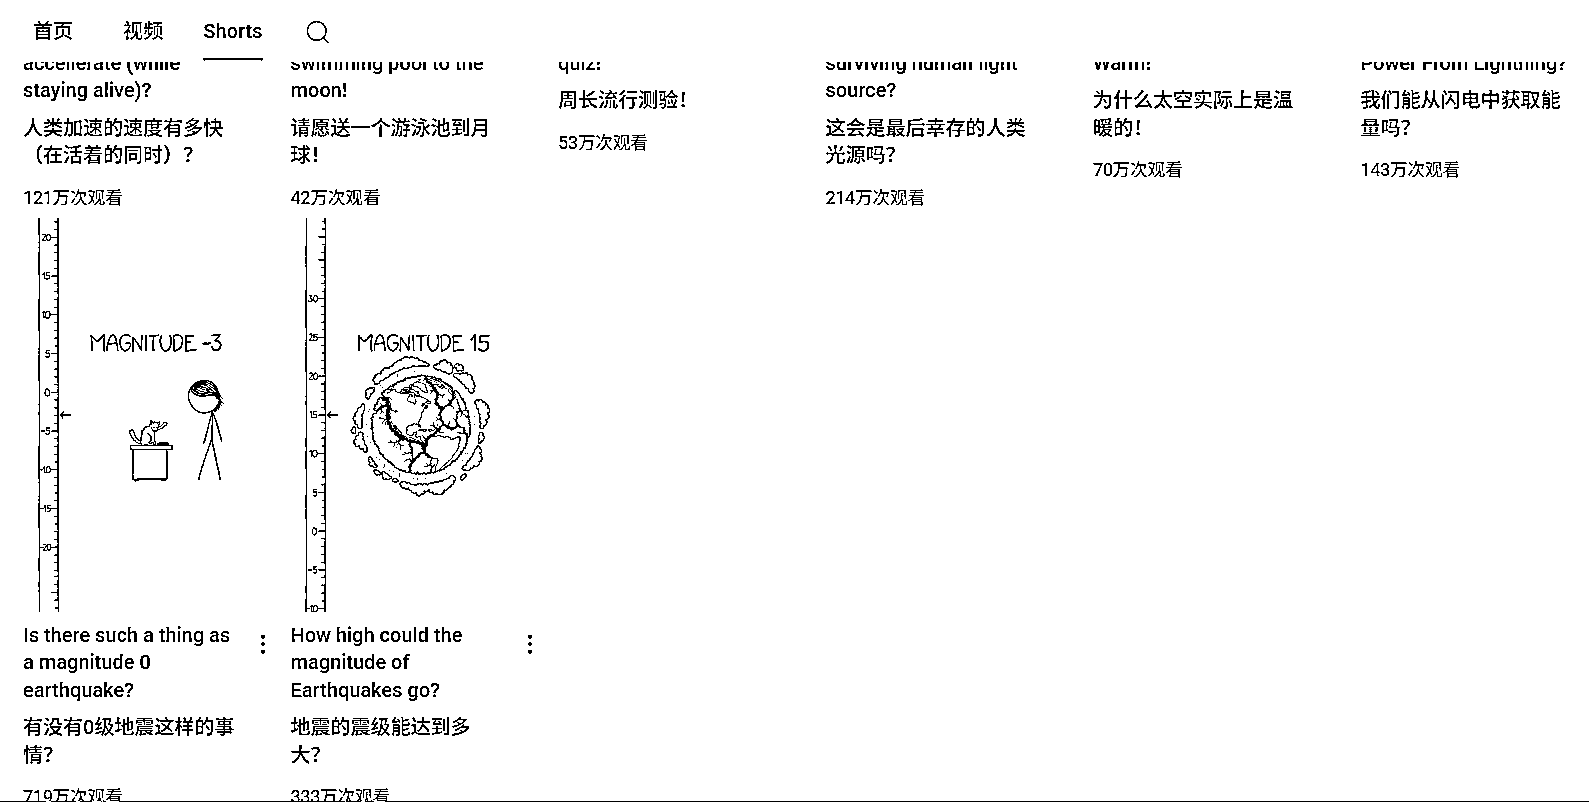 首页
视频
Shorts
accelerate (while
staying alive)?
人类加速的速度有多快
（在活着的同时）？
121万次观看
swimming pool to the
moon!
请愿送一个游泳池到月
球！
42万次观看
quiz!
周长流行测验！
53万次观看
surviving human light
source?
这会是最后幸存的人类
光源吗？
214万次观看
Warm!
为什么太空实际上是温
暖的！
70万次观看
Power From Lightning?
我们能从闪电中获取能
量吗？
143万次观看
20
15
10
5
0
-5
-10
-15
-20
MAGNITUDE -3
30
25
20
15
10
5
0
-5
-10
MAGNITUDE 15
Is there such a thing as
a magnitude 0
earthquake?
有没有0级地震这样的事
情？
719万次观看
How high could the
magnitude of
Earthquakes go?
地震的震级能达到多
大？
333万次观看